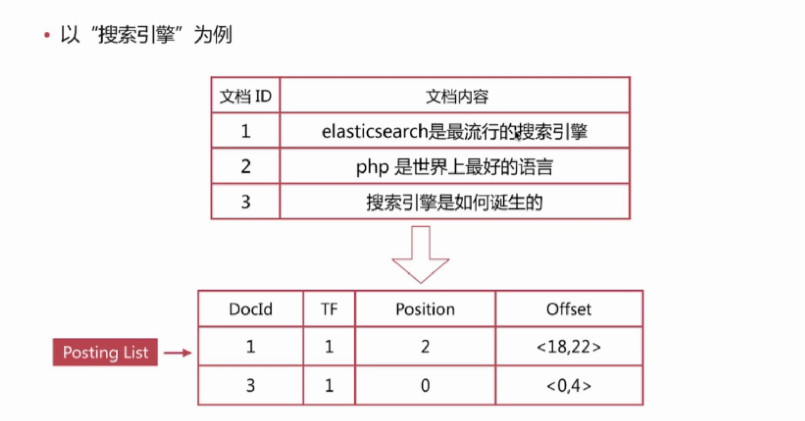 • 以“搜索引擎”为例
文档 ID 文档内容
1 elasticsearch是最流行的搜索引擎
2 php 是世界上最好的语言
3 搜索引擎是如何诞生的
DocId TF Position Offset
Posting List 1 1 2 <18,22>
3 1 0 <0,4>